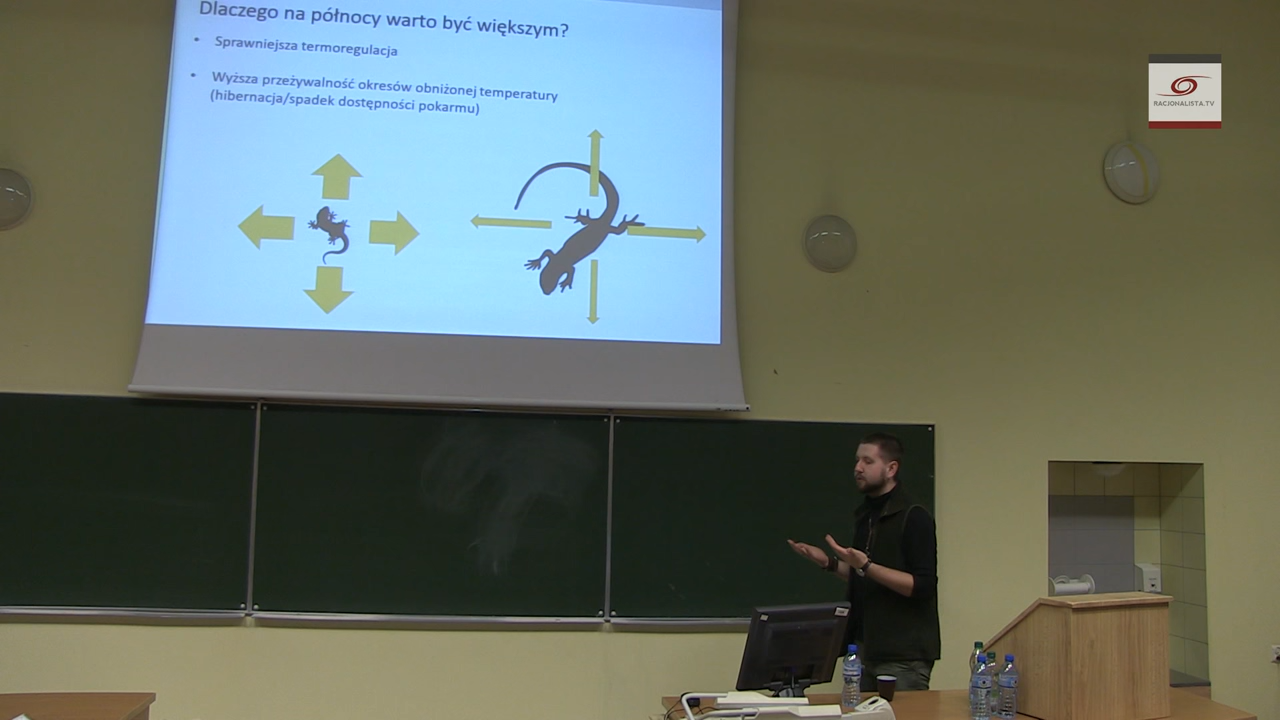 Dlaczego na północy warto być większym?
• Sprawniejsza termoregulacja
• Wyższa przeżywalność okresów obniżonej temperatury
(hibernacja/spadek dostępności pokarmu)
RACJONALISTA.TV